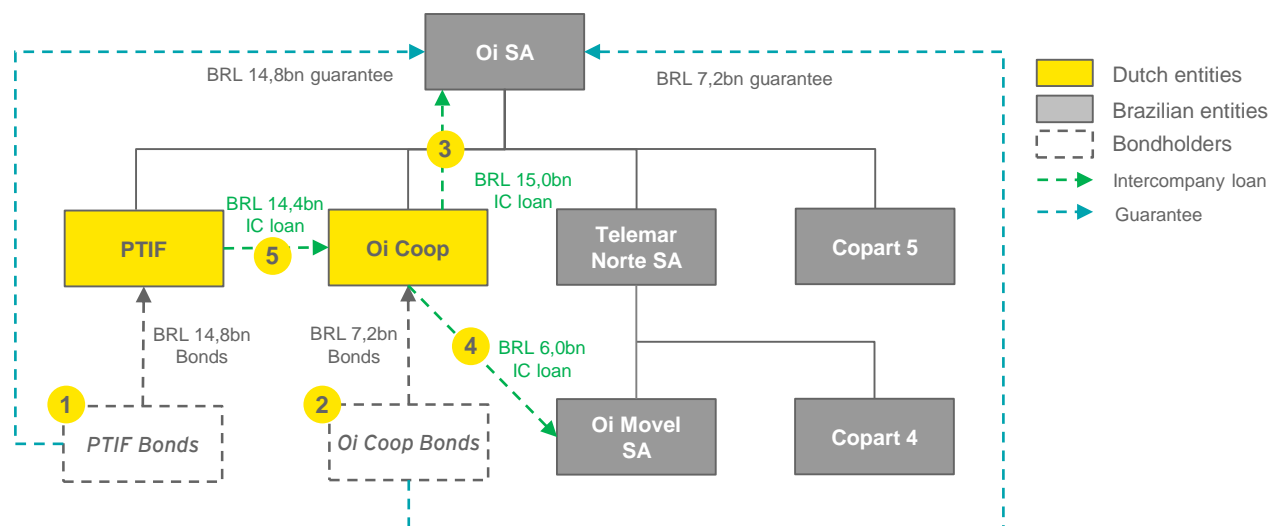 Oi SA
BRL 14,8bn guarantee
BRL 7,2bn guarantee
Dutch entities
Brazilian entities
Bondholders
Intercompany loan
Guarantee
3
BRL 15,0bn
IC loan
BRL 14,4bn
IC loan
5
PTIF
Oi Coop
Telemar
Norte SA
Copart 5
BRL 14,8bn
Bonds
BRL 7,2bn
Bonds
4
BRL 6,0bn
IC loan
1
PTIF Bonds
2
Oi Coop Bonds
Oi Movel
SA
Copart 4